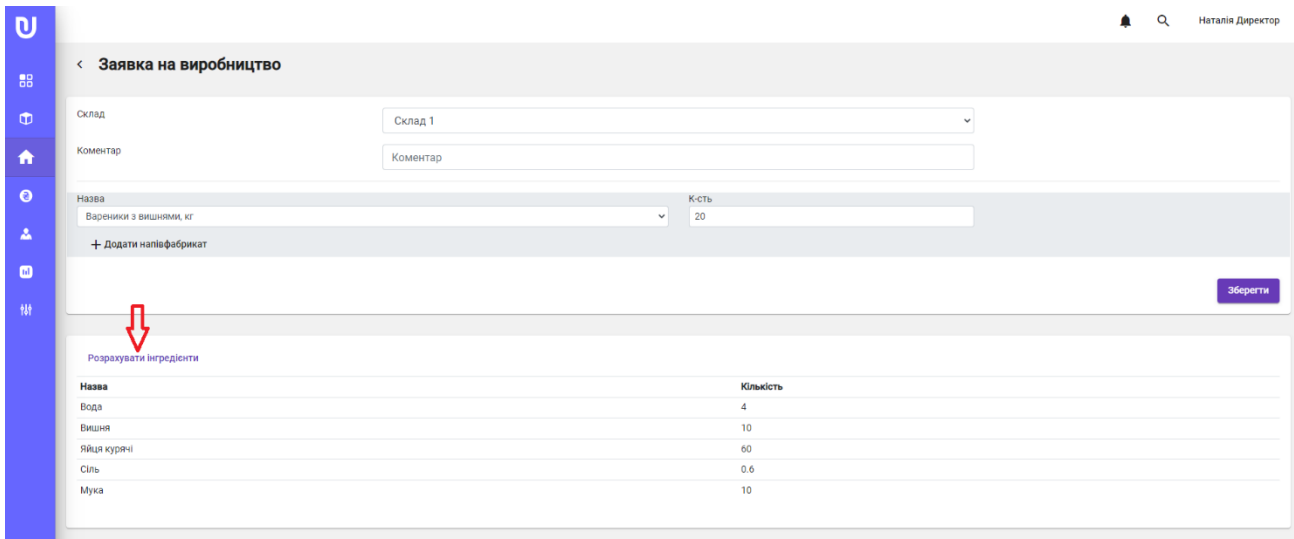 Наталія Директор
Заявка на виробництво
Склад Склад 1
Коментар Коментар
Назва К-сть
Вареники з вишнями, кг 20
+ Додати напівфабрикат
Зберегти
Розрахувати інгредієнти
Назва Кількість
Вода 4
Вишня 10
Яйця курячі 60
Сіль 0.6
Мука 10